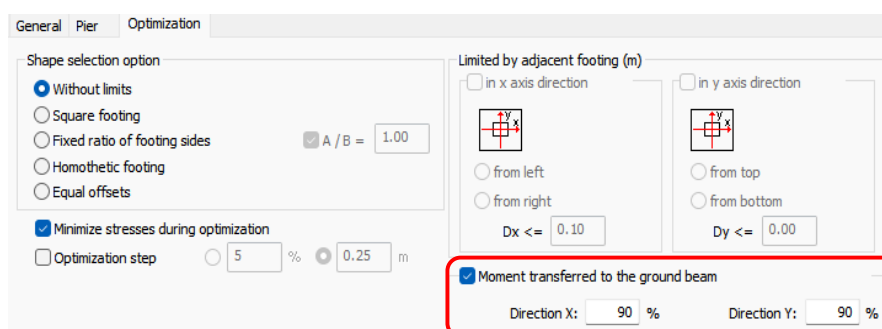 General Pier Optimization
Shape selection option
Without limits
Square footing
Fixed ratio of footing sides A / B = 1.00
Homothetic footing
Equal offsets
Minimize stresses during optimization
Optimization step 5 % 0.25 m
Limited by adjacent footing (m)
in x axis direction
y x
from left
from right
Dx <= 0.10
in y axis direction
y x
from top
from bottom
Dy <= 0.00
Moment transferred to the ground beam
Direction X: 90 % Direction Y: 90 %